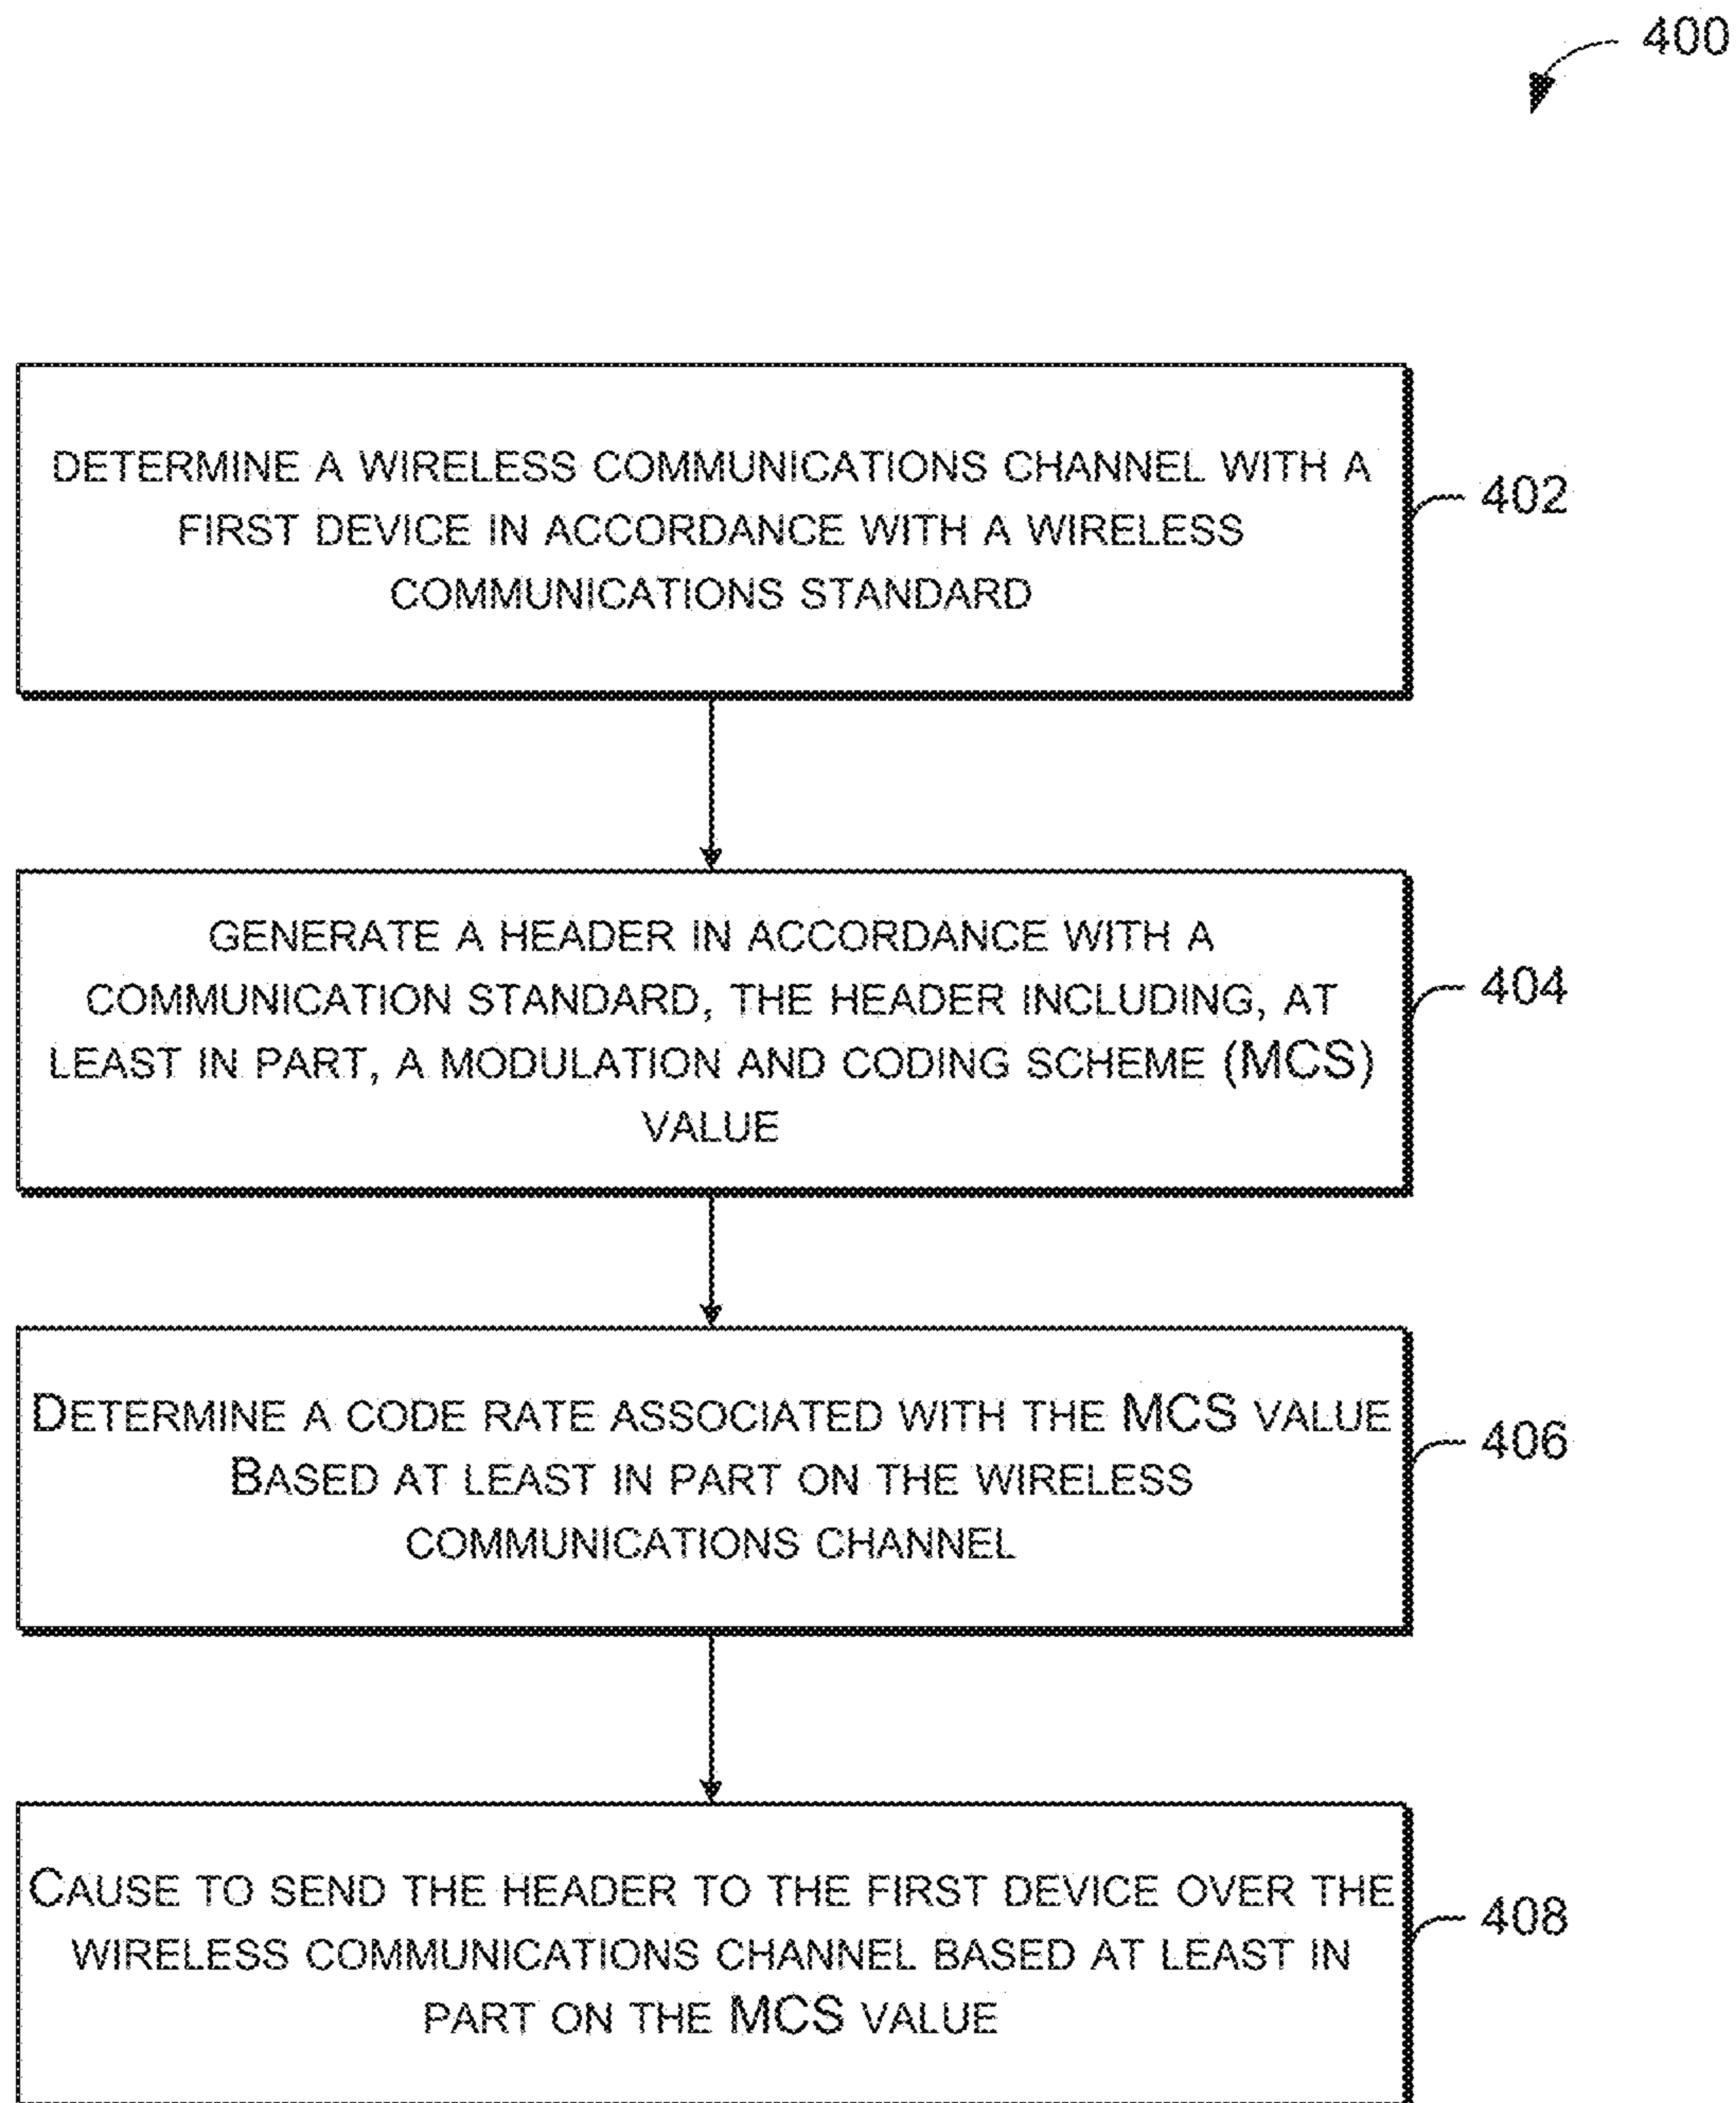 400
DETERMINE A WIRELESS COMMUNICATIONS CHANNEL WITH A
FIRST DEVICE IN ACCORDANCE WITH A WIRELESS
COMMUNICATIONS STANDARD
402
GENERATE A HEADER IN ACCORDANCE WITH A
COMMUNICATION STANDARD, THE HEADER INCLUDING, AT
LEAST IN PART, A MODULATION AND CODING SCHEME (MCS)
VALUE
404
DETERMINE A CODE RATE ASSOCIATED WITH THE MCS VALUE
BASED AT LEAST IN PART ON THE WIRELESS
COMMUNICATIONS CHANNEL
406
CAUSE TO SEND THE HEADER TO THE FIRST DEVICE OVER THE
WIRELESS COMMUNICATIONS CHANNEL BASED AT LEAST IN
PART ON THE MCS VALUE
408